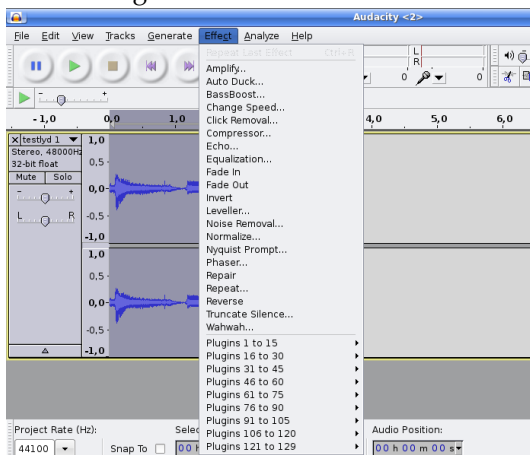 Audacity <2>
File Edit View Tracks Generate Effect Analyze Help
Repeat Last Effect Ctrl+R
Amplify...
Auto Duck...
BassBoost...
Change Speed...
Click Removal...
Compressor...
Echo...
Equalization...
Fade In
Fade Out
Invert
Leveller...
Noise Removal...
Normalize...
Nyquist Prompt...
Phaser...
Repair
Repeat...
Reverse
Truncate Silence...
Wahwah...
Plugins 1 to 15
Plugins 16 to 30
Plugins 31 to 45
Plugins 46 to 60
Plugins 61 to 75
Plugins 76 to 90
Plugins 91 to 105
Plugins 106 to 120
Plugins 121 to 129
L
R
0 0
- +
-1,0 0,0 1,0 4,0 5,0 6,0
testlyd 1
Stereo, 48000Hz
32-bit float
Mute Solo
- +
L R
1,0
0,5
0,0
-0,5
-1,0
1,0
0,5
0,0
-0,5
-1,0
Project Rate (Hz):
44100
Snap To
00 h
Audio Position:
00 h 00 m 00 s